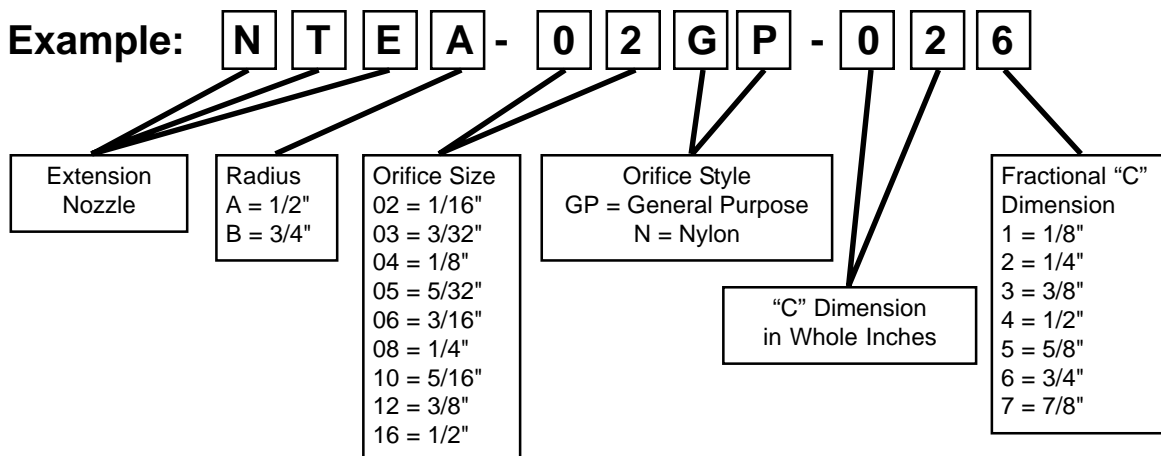 Example: N T E A - 0 2 G P - 0 2 6
Extension
Nozzle
Radius
A = 1/2"
B = 3/4"
Orifice Size
02 = 1/16"
03 = 3/32"
04 = 1/8"
05 = 5/32"
06 = 3/16"
08 = 1/4"
10 = 5/16"
12 = 3/8"
16 = 1/2"
Orifice Style
GP = General Purpose
N = Nylon
“C” Dimension
in Whole Inches
Fractional “C”
Dimension
1 = 1/8"
2 = 1/4"
3 = 3/8"
4 = 1/2"
5 = 5/8"
6 = 3/4"
7 = 7/8"